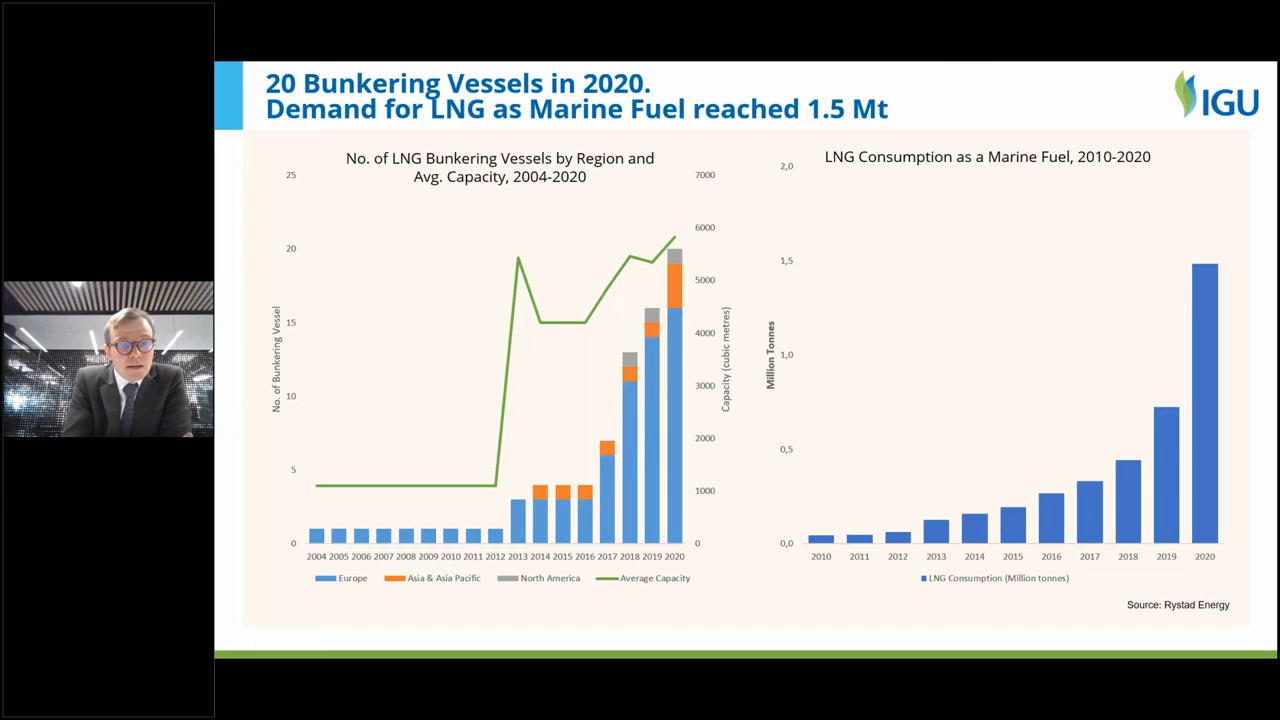 20 Bunkering Vessels in 2020.
Demand for LNG as Marine Fuel reached 1.5 Mt
IGU
No. of LNG Bunkering Vessels by Region and
Avg. Capacity, 2004-2020
25
20
15
10
5
0
No. of Bunkering Vessel
7000
6000
5000
4000
3000
2000
1000
0
Capacity (cubic metres)
2004 2005 2006 2007 2008 2009 2010 2011 2012 2013 2014 2015 2016 2017 2018 2019 2020
Europe Asia & Asia Pacific North America Average Capacity
LNG Consumption as a Marine Fuel, 2010-2020
2,0
1,5
1,0
0,5
0,0
Million Tonnes
2010 2011 2012 2013 2014 2015 2016 2017 2018 2019 2020
LNG Consumption (Million tonnes)
Source: Rystad Energy